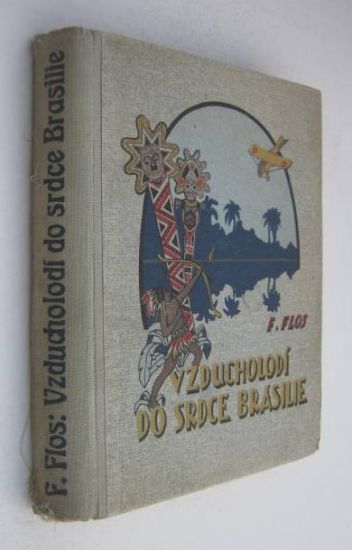 F. Flos: Vzducholodí do srdce Brasilie
F. FLOS
VZDUCHOLODÍ
DO SRDCE BRASILIE